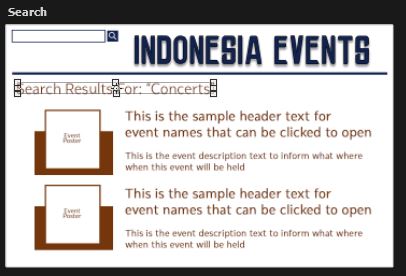 Search
INDONESIA EVENTS
Search Results For: "Concerts"
This is the sample header text for
event names that can be clicked to open
Event
Poster
This is the event description text to inform what where
when this event will be held
This is the sample header text for
event names that can be clicked to open
Event
Poster
This is the event description text to inform what where
when this event will be held